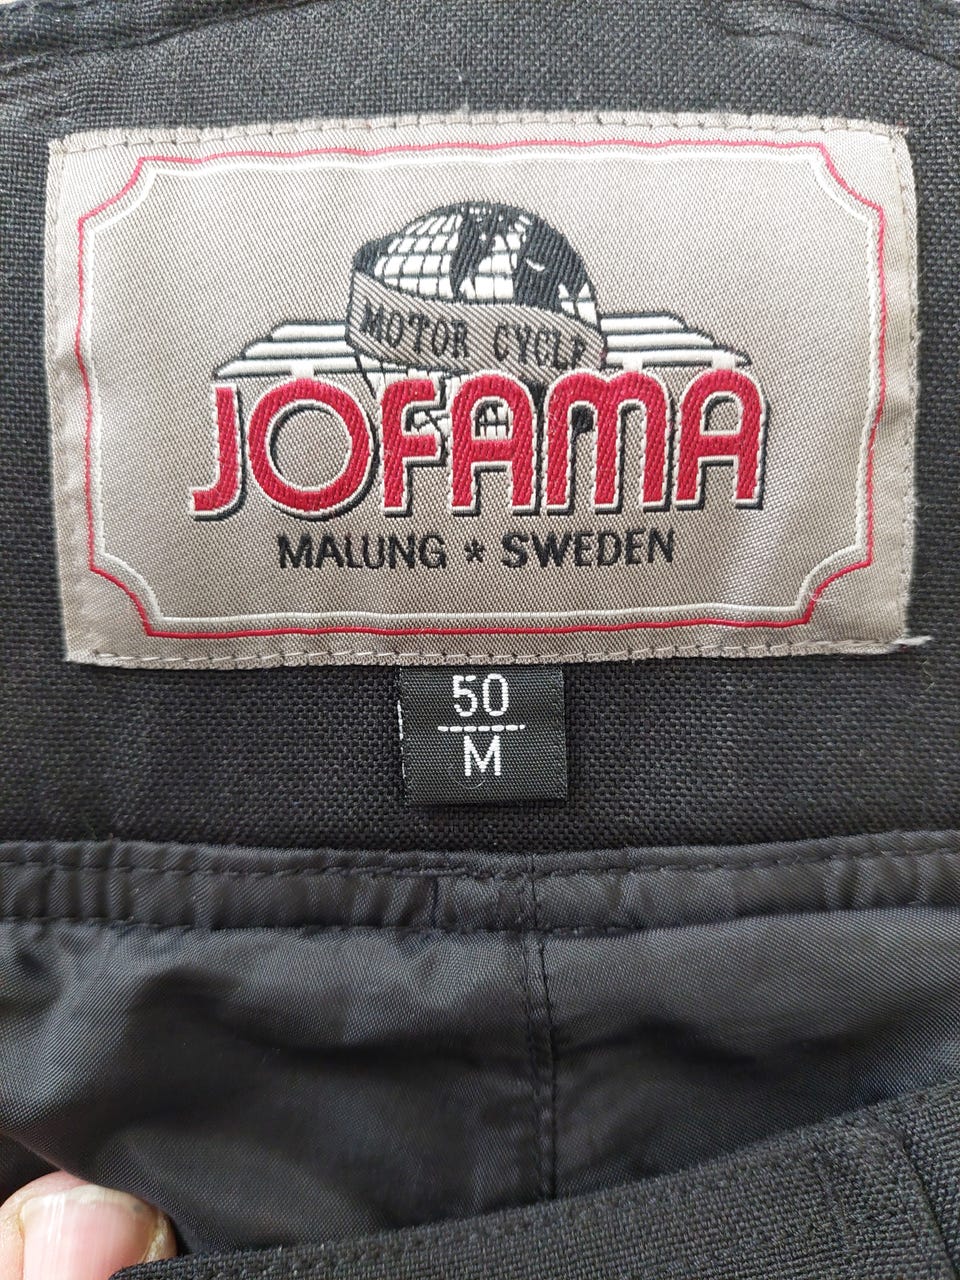 MOTOR CYCLE
JOFAMA
MALUNG * SWEDEN
50
M